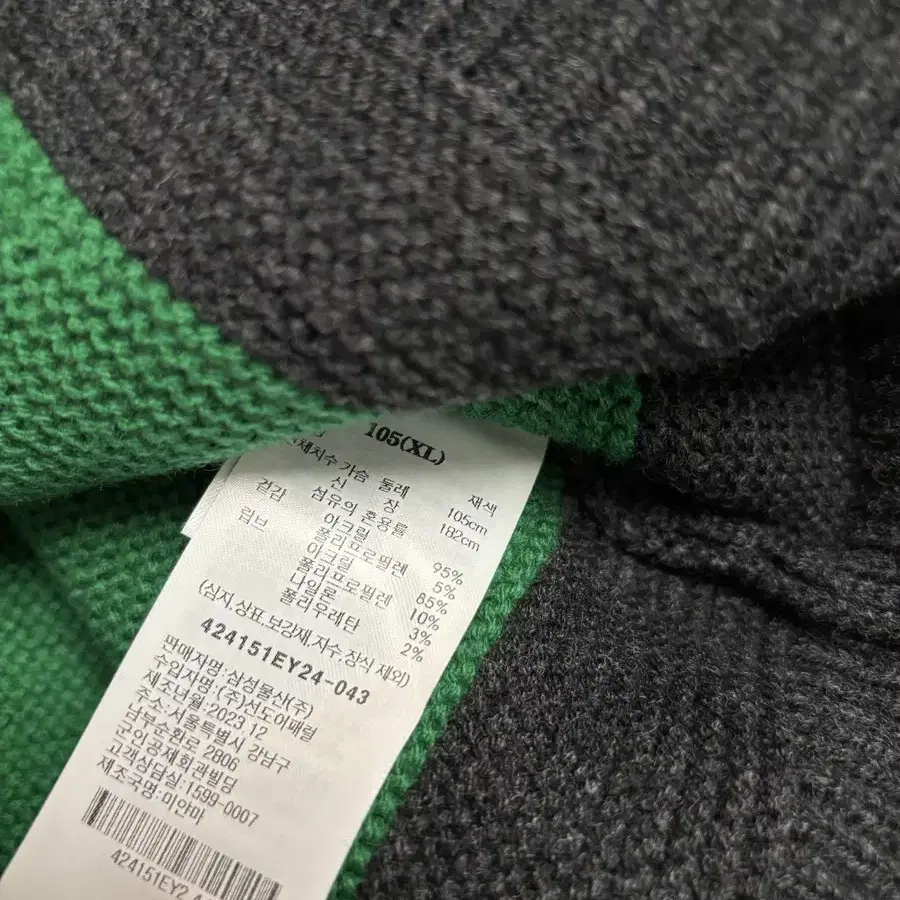 105(XL)
재색
체치수 가슴 둘레 105cm
신 장 182cm
섬유의 혼용률
겉감 아크릴 95%
폴리프로필렌 5%
립브 아크릴 85%
폴리프로필렌 10%
나일론 3%
폴리우레탄 2%
(심지,상표,보강재,자수,장식 제외)
424151EY24-043
판매자명:삼성물산(주)
수입자명:(주)선도이패럴
제조년월:2023.12
주소:서울특별시 강남구
남부순환로 2806
군인공제회관빌딩
고객상담실:1599-0007
제조국명:미얀마
424151EY2